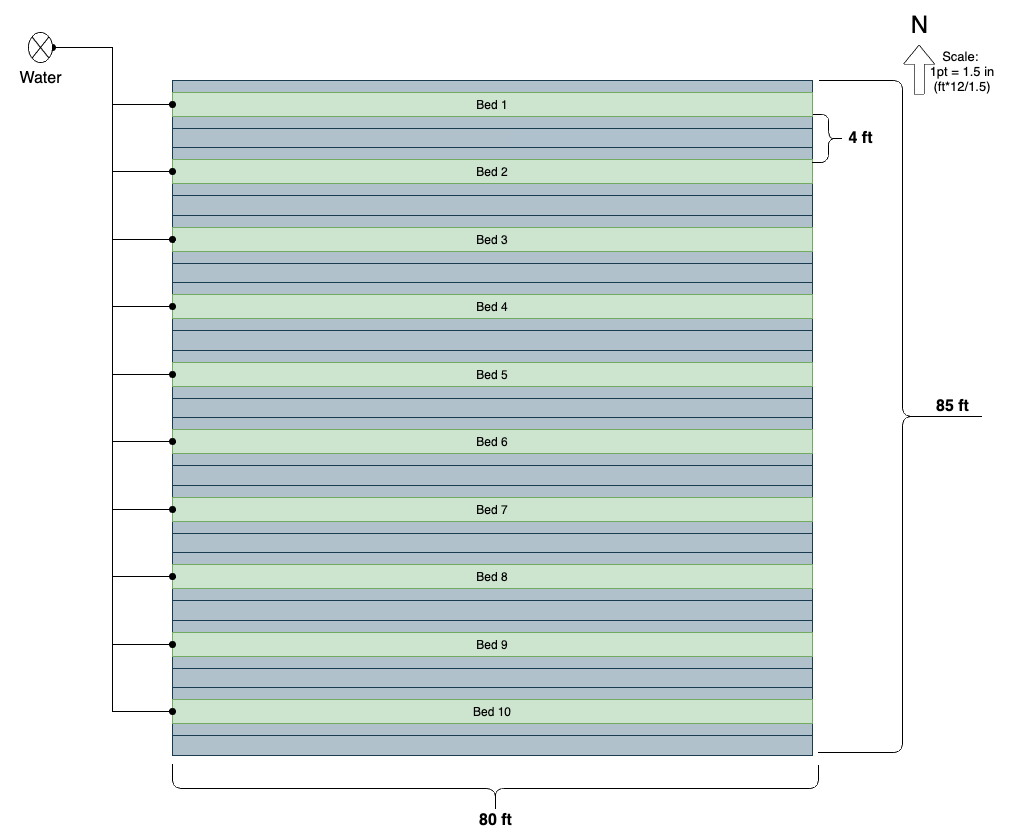 N
Scale:
1pt = 1.5 in
(ft*12/1.5)
Water
Bed 1
4 ft
Bed 2
Bed 3
Bed 4
Bed 5
85 ft
Bed 6
Bed 7
Bed 8
Bed 9
Bed 10
80 ft